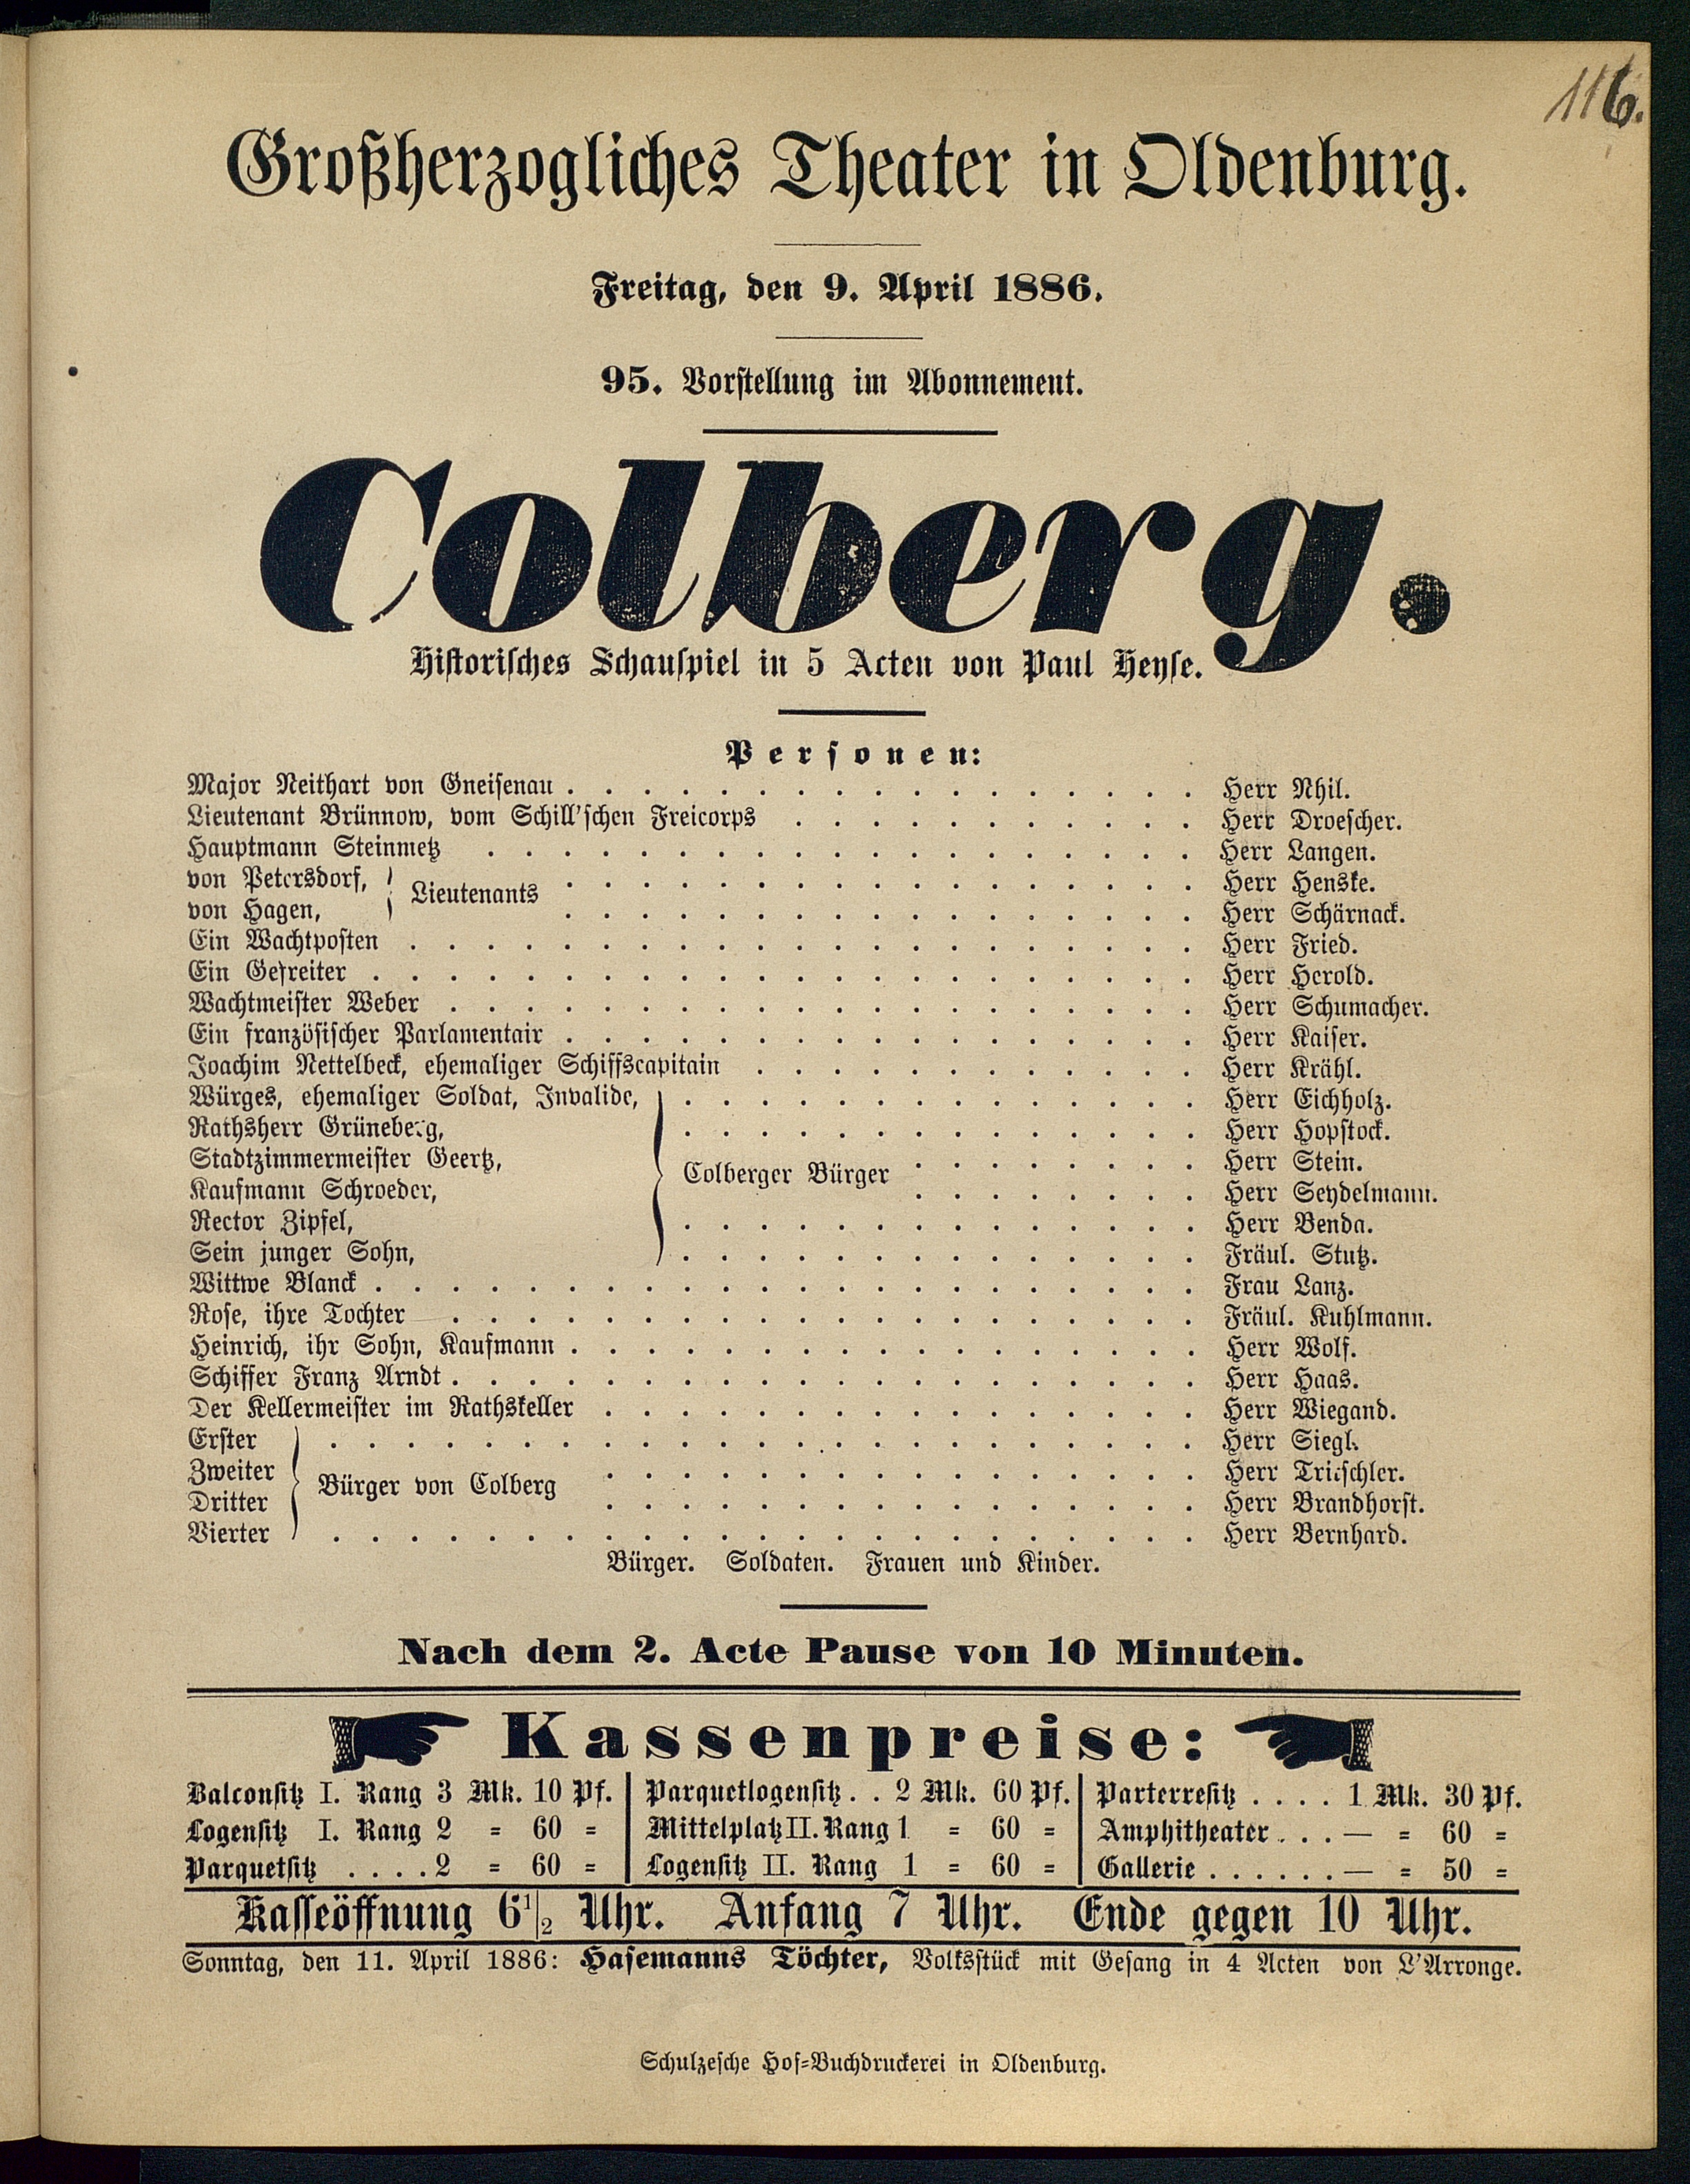 116.
Großherzogliches Theater in Oldenburg.
Freitag, den 9. April 1886.
95. Vorstellung im Abonnement.
Colberg.
Historisches Schauspiel in 5 Acten von Paul Heyse.
Personen:
Major Neithart von Gneisenau . . . . . . . . . . . . . . . . . Herr Nhil.
Lieutenant Brünnow, vom Schill'schen Freicorps . . . . . . . . . . . Herr Droescher.
Hauptmann Steinmetz . . . . . . . . . . . . . . . . . . . Herr Langen.
von Petersdorf, } Lieutenants . . . . . . . . . . . . . . . . . Herr Henske.
von Hagen, . . . . . . . . . . . . . . . . . Herr Schärnack.
Ein Wachtposten . . . . . . . . . . . . . . . . . . . . . Herr Fried.
Ein Gefreiter . . . . . . . . . . . . . . . . . . . . . . Herr Herold.
Wachtmeister Weber . . . . . . . . . . . . . . . . . . . . Herr Schumacher.
Ein französischer Parlamentair . . . . . . . . . . . . . . . . . Herr Kaiser.
Joachim Nettelbeck, ehemaliger Schiffscapitain . . . . . . . . . . . . Herr Krähl.
Würges, ehemaliger Soldat, Invalide, . . . . . . . . . . . . . . Herr Eichholz.
Rathsherr Grüneberg, . . . . . . . . . . . . . . Herr Hopstock.
Stadtzimmermeister Geertz, } Colberger Bürger . . . . . . . . Herr Stein.
Kaufmann Schroeder, . . . . . . . . Herr Seydelmann.
Rector Zipfel, . . . . . . . . . . . . . . Herr Benda.
Sein junger Sohn, . . . . . . . . . . . . . . Fräul. Stutz.
Wittwe Blanck . . . . . . . . . . . . . . . . . . . . . . Frau Lanz.
Rose, ihre Tochter . . . . . . . . . . . . . . . . . . . . Fräul. Kuhlmann.
Heinrich, ihr Sohn, Kaufmann . . . . . . . . . . . . . . . . . Herr Wolf.
Schiffer Franz Arndt . . . . . . . . . . . . . . . . . . . . Herr Haas.
Der Kellermeister im Rathskeller . . . . . . . . . . . . . . . . Herr Wiegand.
Erster . . . . . . . . . . . . . . . . . . . . . . . Herr Siegl.
Zweiter } Bürger von Colberg . . . . . . . . . . . . . . . . Herr Tritschler.
Dritter . . . . . . . . . . . . . . . . Herr Brandhorst.
Vierter . . . . . . . . . . . . . . . . . . . . . . . Herr Bernhard.
Bürger. Soldaten. Frauen und Kinder.
Nach dem 2. Acte Pause von 10 Minuten.
Kassenpreise:
Balconsitz I. Rang 3 Mk. 10 Pf. | Parquetlogensitz . . 2 Mk. 60 Pf. | Parterresitz . . . . 1 Mk. 30 Pf.
Logensitz I. Rang 2 = 60 = | Mittelplatz II. Rang 1 = 60 = | Amphitheater . . . — = 60 =
Parquetsitz . . . . 2 = 60 = | Logensitz II. Rang 1 = 60 = | Gallerie . . . . . . — = 50 =
Kasseöffnung 6 1/2 Uhr. Anfang 7 Uhr. Ende gegen 10 Uhr.
Sonntag, den 11. April 1886: Hasemanns Töchter, Volksstück mit Gesang in 4 Acten von L'Arronge.
Schulzesche Hof=Buchdruckerei in Oldenburg.